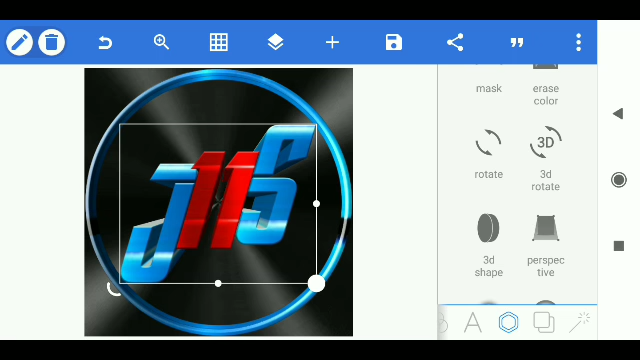 J11S
mask
erase
color
3D
rotate
3d
rotate
3d
shape
perspec
tive
A